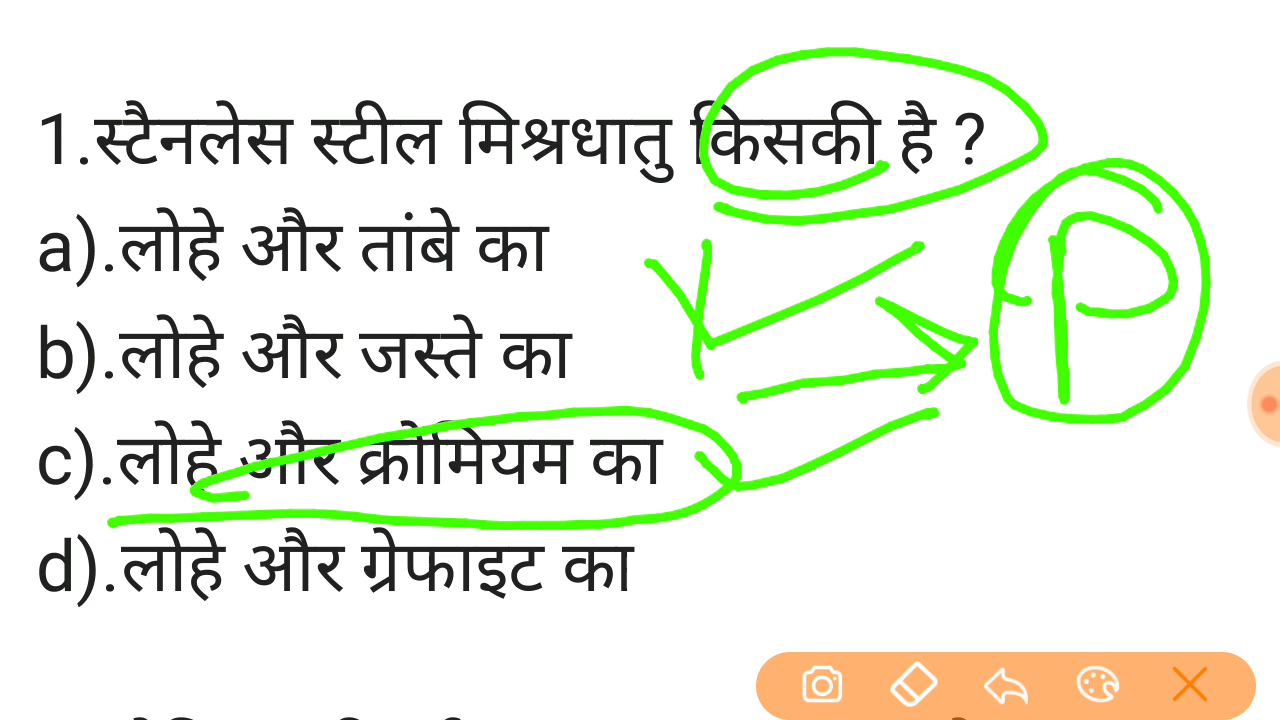 1.स्टैनलेस स्टील मिश्रधातु किसकी है ?
a).लोहे और तांबे का
b).लोहे और जस्ते का
P
c).लोहे और क्रोमियम का
d).लोहे और ग्रेफाइट का